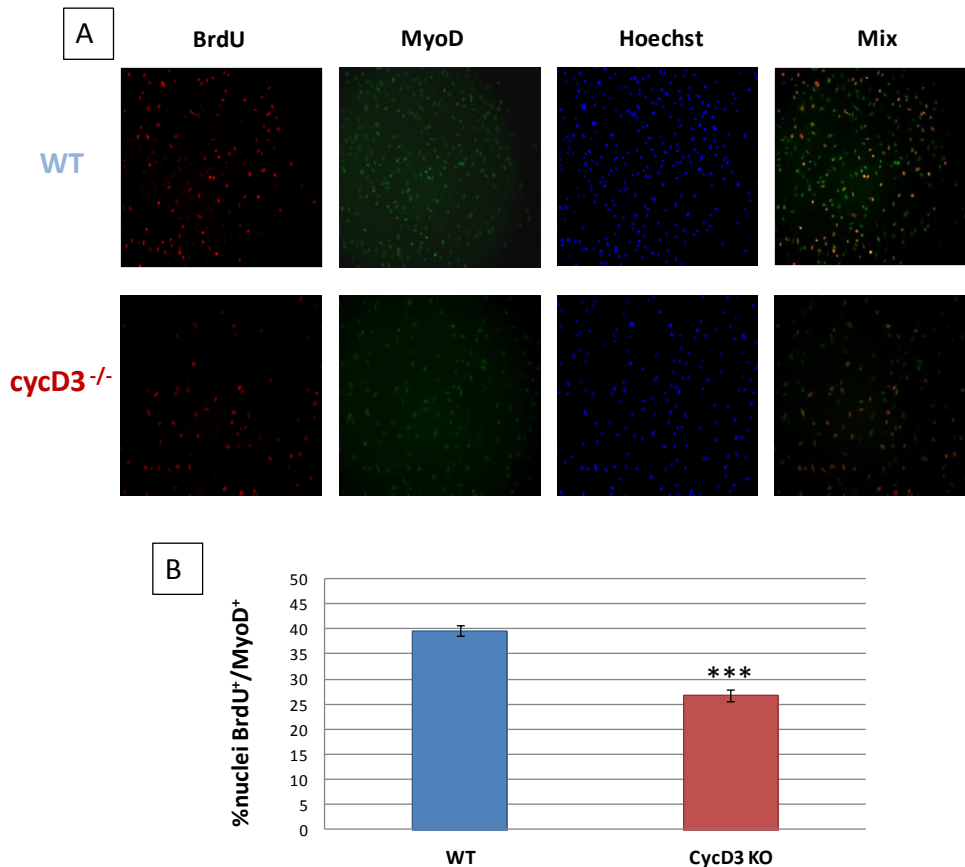 A
BrdU MyoD Hoechst Mix
WT
cycD3 -/-
B
%nuclei BrdU⁺/MyoD⁺
50
45
40
35
30
25
20
15
10
5
0
***
WT CycD3 KO